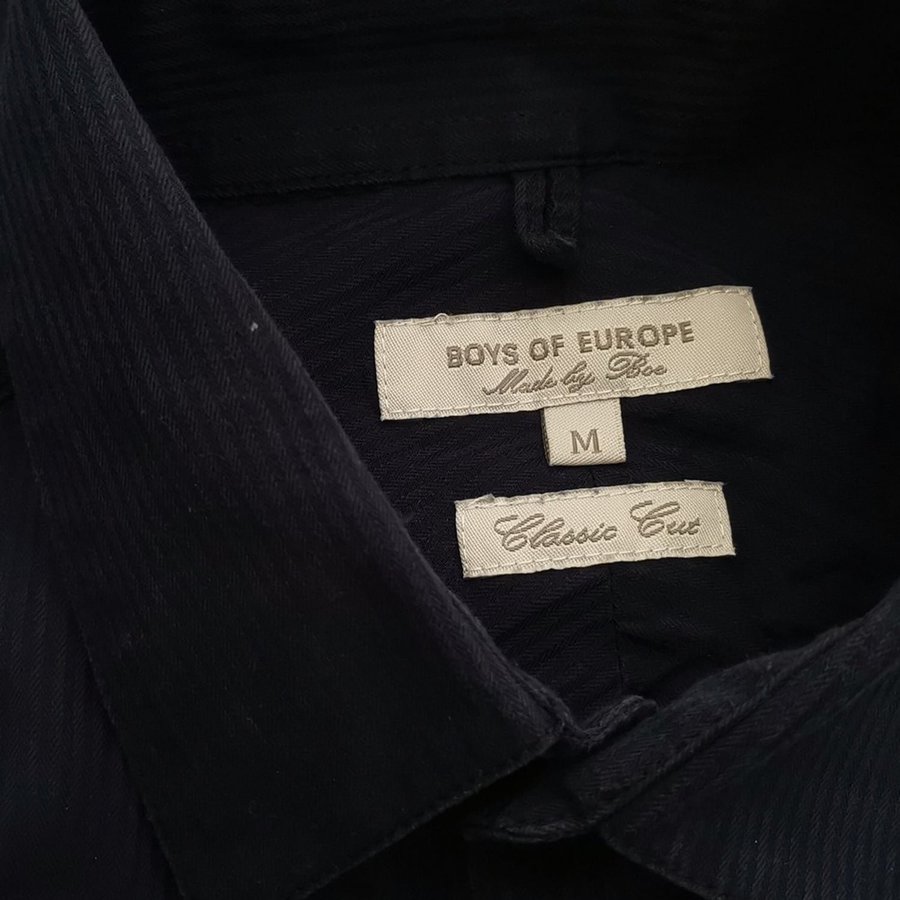 BOYS OF EUROPE
Made by Boe
M
Classic Cut